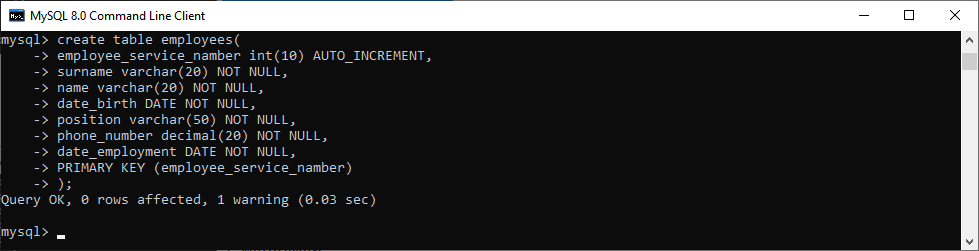 MySQL 8.0 Command Line Client
mysql> create table employees(
    -> employee_service_namber int(10) AUTO_INCREMENT,
    -> surname varchar(20) NOT NULL,
    -> name varchar(20) NOT NULL,
    -> date_birth DATE NOT NULL,
    -> position varchar(50) NOT NULL,
    -> phone_number decimal(20) NOT NULL,
    -> date_employment DATE NOT NULL,
    -> PRIMARY KEY (employee_service_namber)
    -> );
Query OK, 0 rows affected, 1 warning (0.03 sec)
mysql>